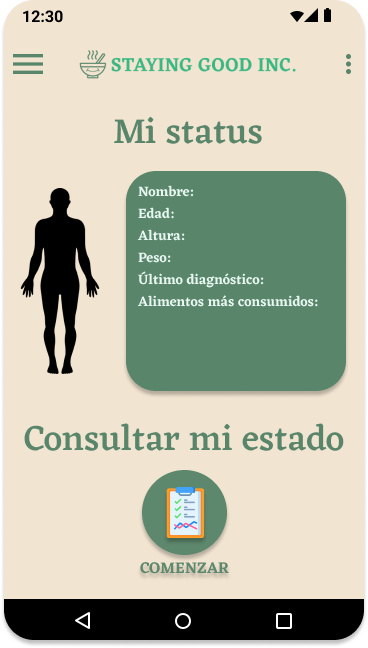 12:30
STAYING GOOD INC.
Mi status
Nombre:
Edad:
Altura:
Peso:
Último diagnóstico:
Alimentos más consumidos:
Consultar mi estado
COMENZAR